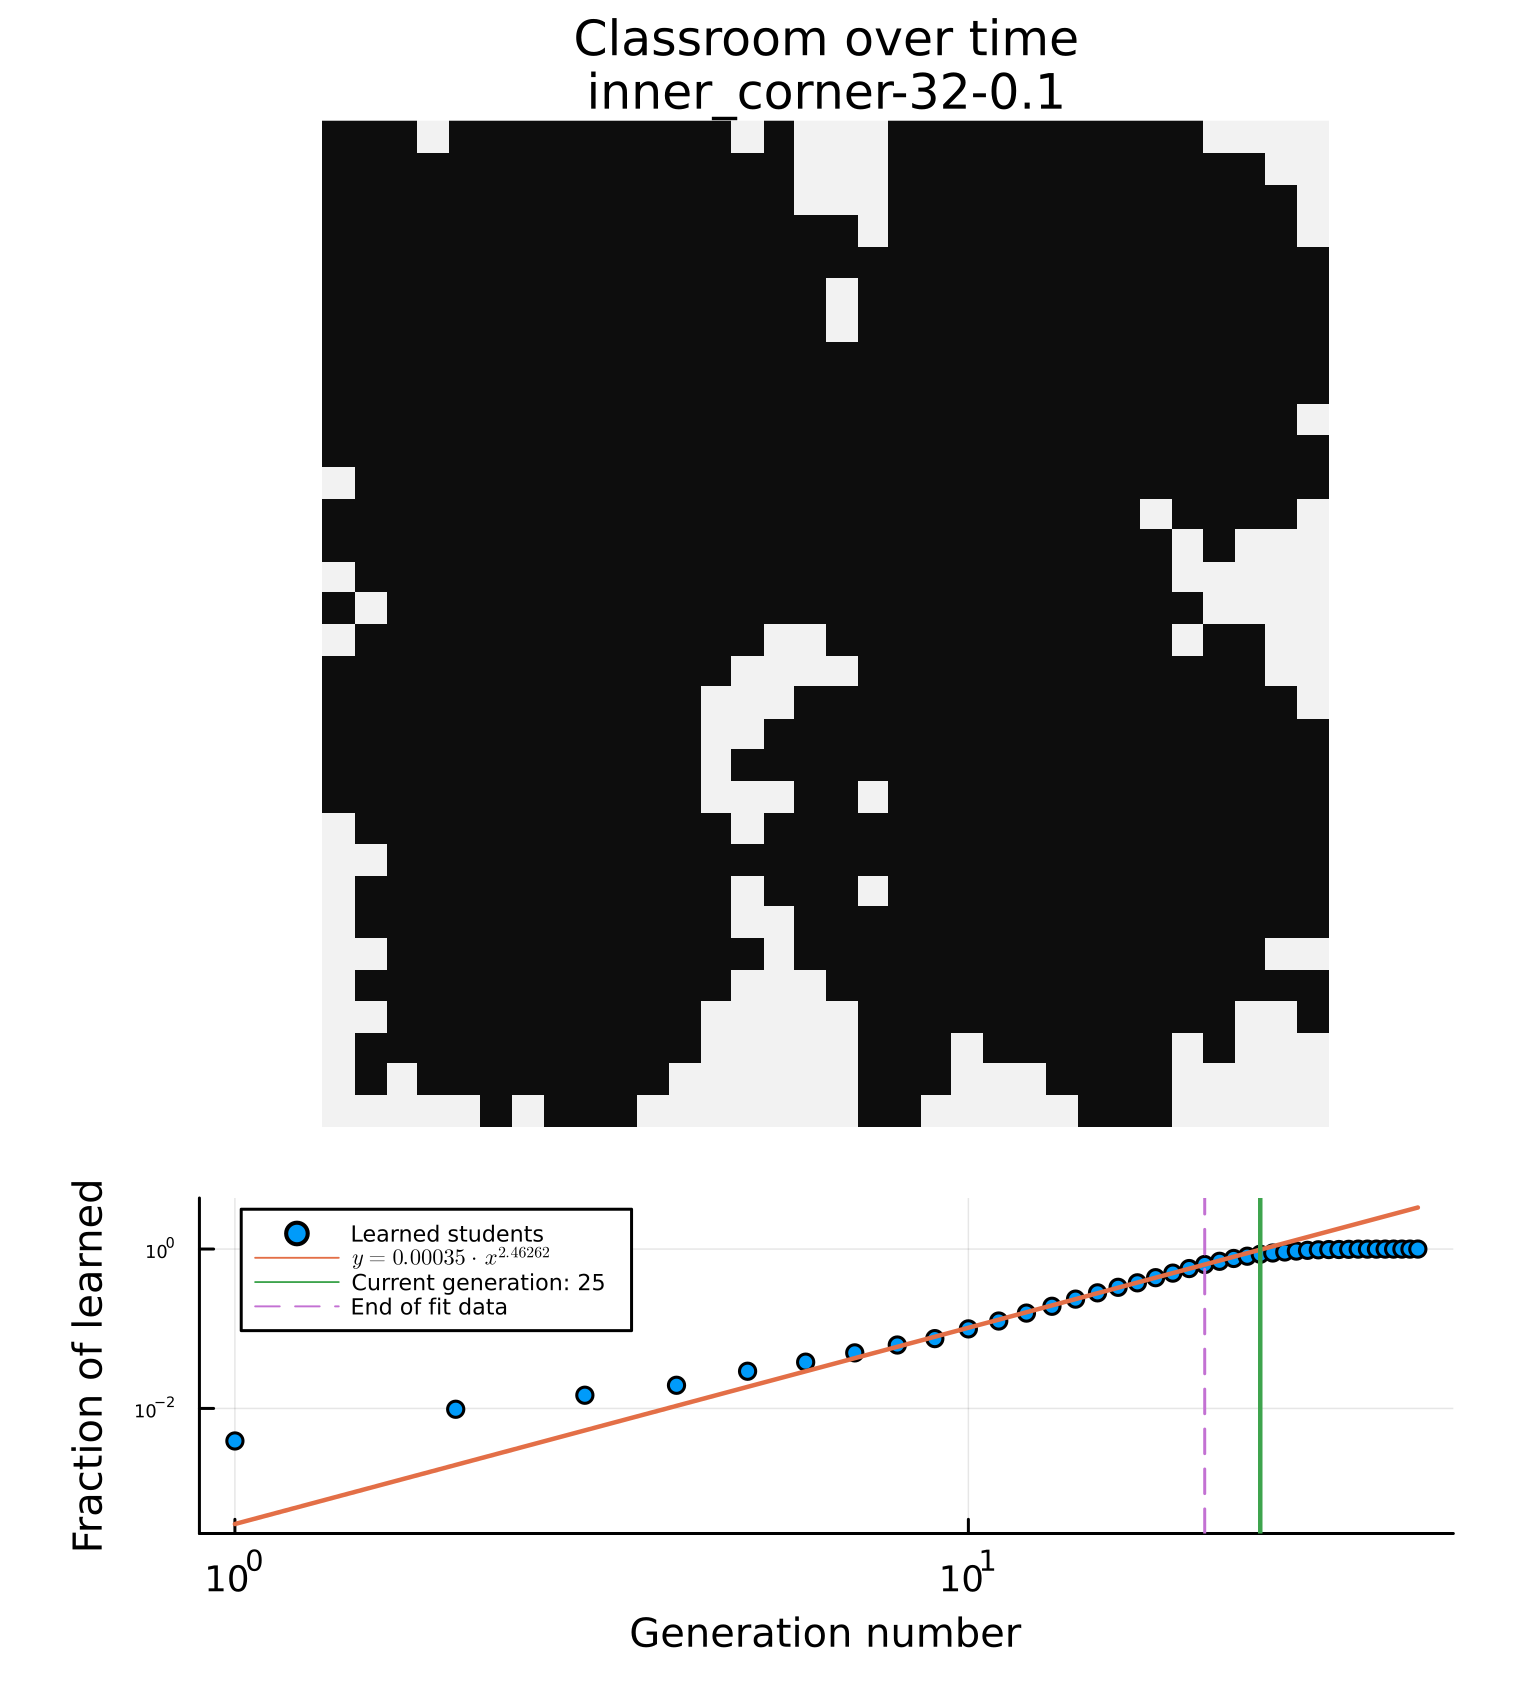 Classroom over time
inner_corner-32-0.1
Fraction of learned
10^0
10^−2
Learned students
y = 0.00035 · x^2.46262
Current generation: 25
End of fit data
10^0
10^1
Generation number